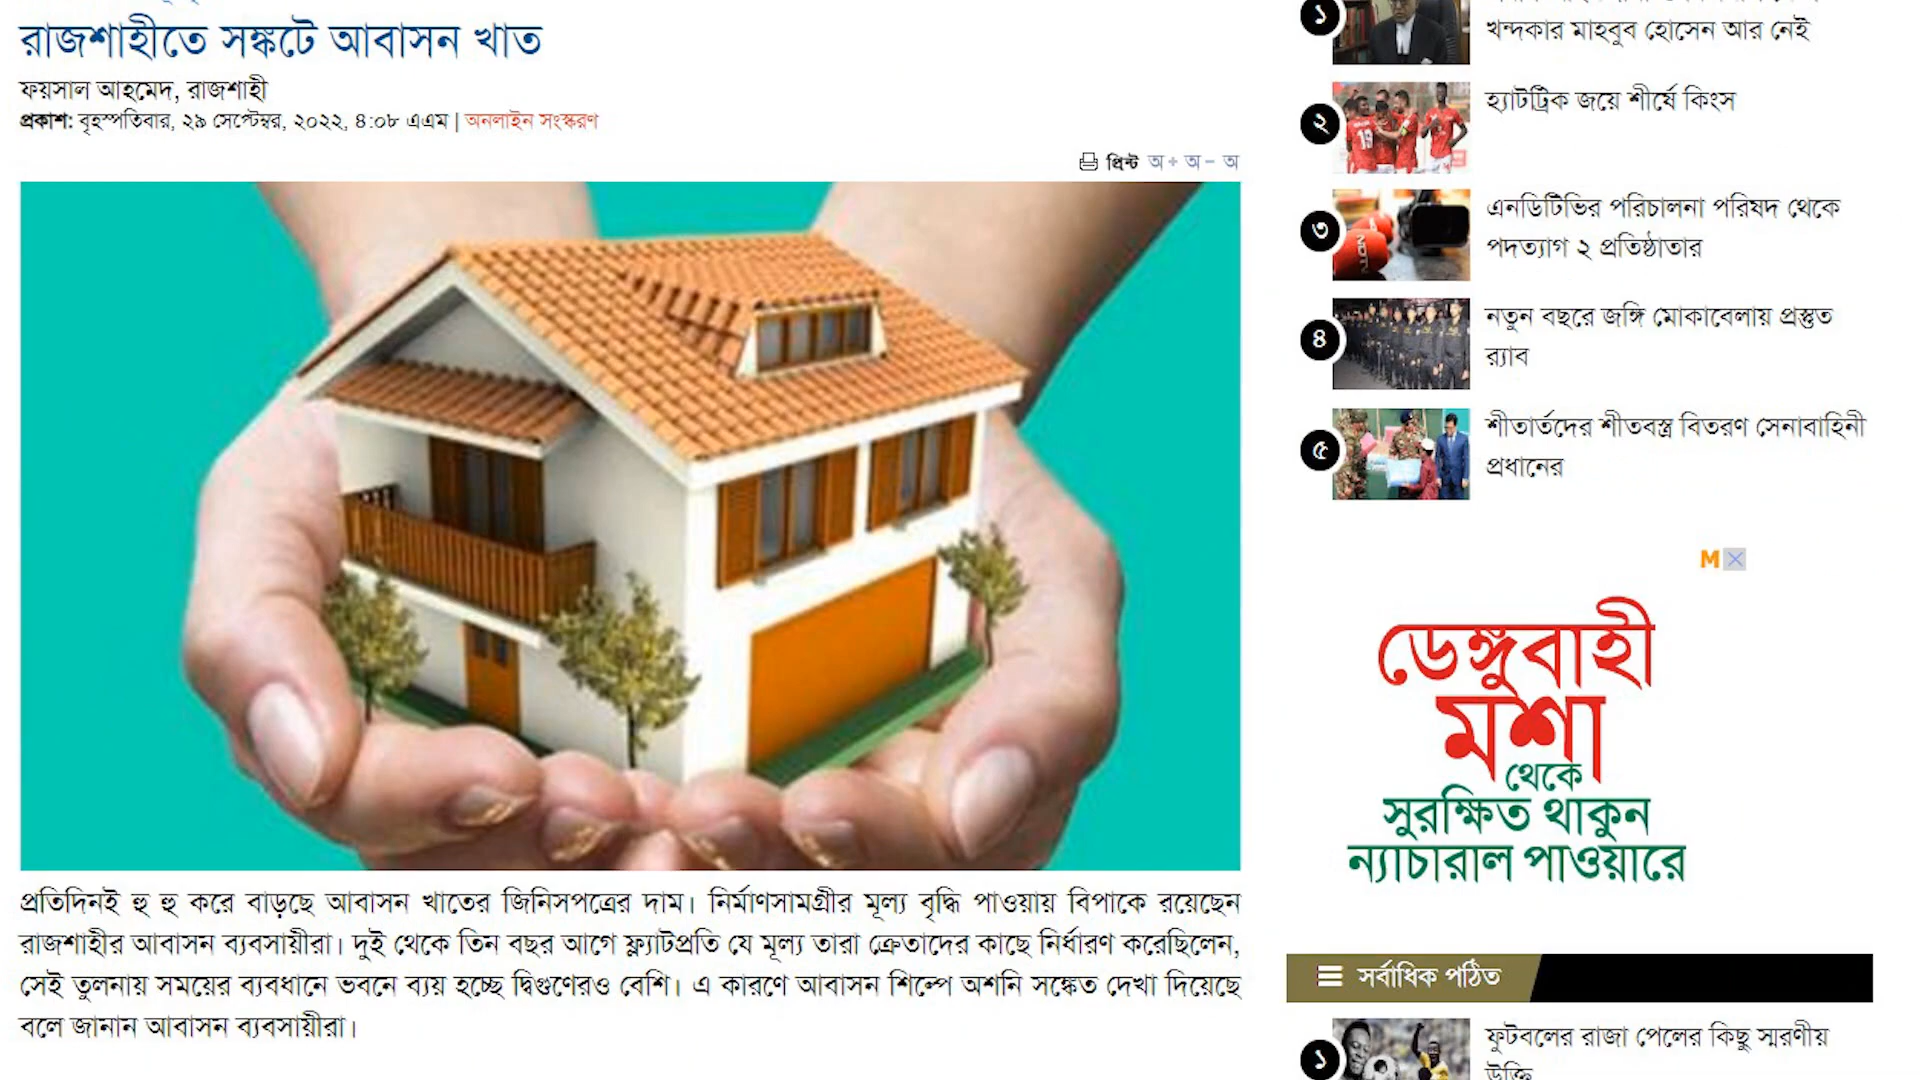 রাজশাহীতে সঙ্কটে আবাসন খাত
ফয়সাল আহমেদ, রাজশাহী
প্রকাশ: বৃহস্পতিবার, ২৯ সেপ্টেম্বর, ২০২২, ৪:০৮ এএম | অনলাইন সংস্করণ
প্রিন্ট অ+ অ- অ
প্রতিদিনই হু হু করে বাড়ছে আবাসন খাতের জিনিসপত্রের দাম। নির্মাণসামগ্রীর মূল্য বৃদ্ধি পাওয়ায় বিপাকে রয়েছেন
রাজশাহীর আবাসন ব্যবসায়ীরা। দুই থেকে তিন বছর আগে ফ্ল্যাটপ্রতি যে মূল্য তারা ক্রেতাদের কাছে নির্ধারণ করেছিলেন,
সেই তুলনায় সময়ের ব্যবধানে ভবনে ব্যয় হচ্ছে দ্বিগুণেরও বেশি। এ কারণে আবাসন শিল্পে অশনি সঙ্কেত দেখা দিয়েছে
বলে জানান আবাসন ব্যবসায়ীরা।
১
খন্দকার মাহবুব হোসেন আর নেই
২
হ্যাটট্রিক জয়ে শীর্ষে কিংস
৩
NDTV
এনডিটিভির পরিচালনা পরিষদ থেকে
পদত্যাগ ২ প্রতিষ্ঠাতার
৪
নতুন বছরে জঙ্গি মোকাবেলায় প্রস্তুত
র‍্যাব
৫
শীতার্তদের শীতবস্ত্র বিতরণ সেনাবাহিনী
প্রধানের
M
ডেঙ্গুবাহী
মশা
থেকে
সুরক্ষিত থাকুন
ন্যাচারাল পাওয়ারে
সর্বাধিক পঠিত
১
ফুটবলের রাজা পেলের কিছু স্মরণীয়
উক্তি